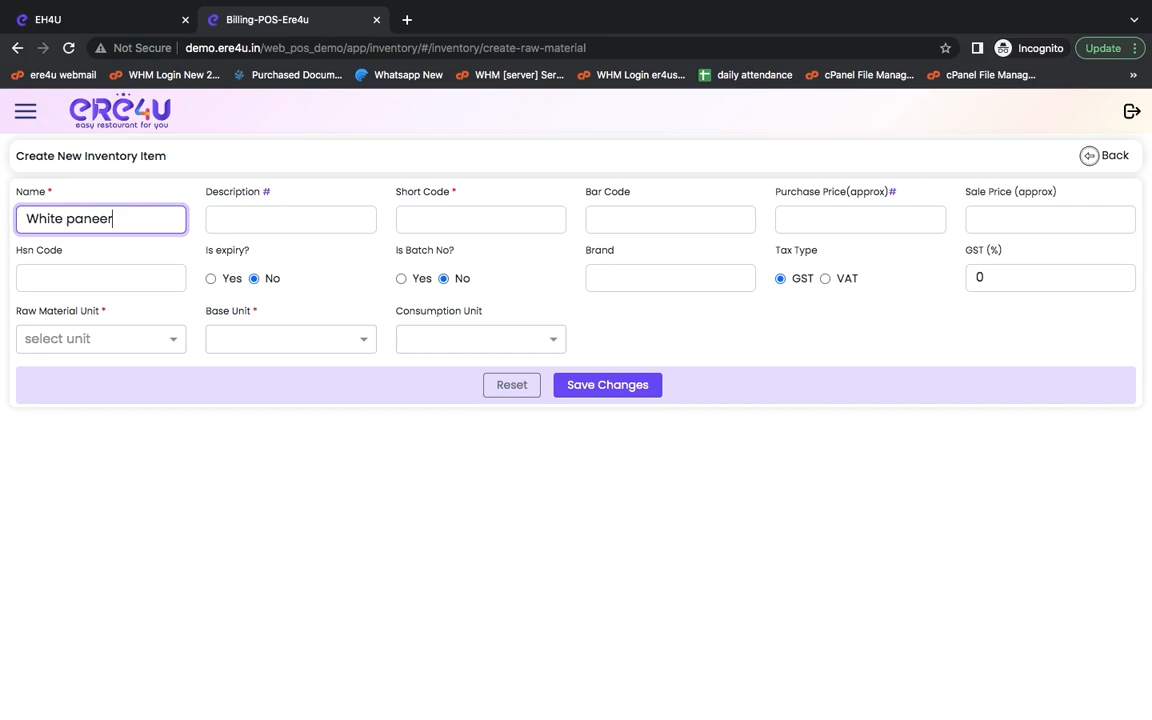 EH4U
Billing-POS-Ere4u
Not Secure demo.ere4u.in/web_pos_demo/app/inventory/#/inventory/create-raw-material Incognito Update
ere4u webmail WHM Login New 2... Purchased Docum... Whatsapp New WHM [server] Ser... WHM Login er4us... daily attendance cPanel File Manag... cPanel File Manag... »
ERE4U
easy restaurant for you
Create New Inventory Item Back
Name * Description # Short Code * Bar Code Purchase Price(approx)# Sale Price (approx)
White paneer
Hsn Code Is expiry? Is Batch No? Brand Tax Type GST (%)
Yes No Yes No GST VAT 0
Raw Material Unit * Base Unit * Consumption Unit
select unit
Reset Save Changes